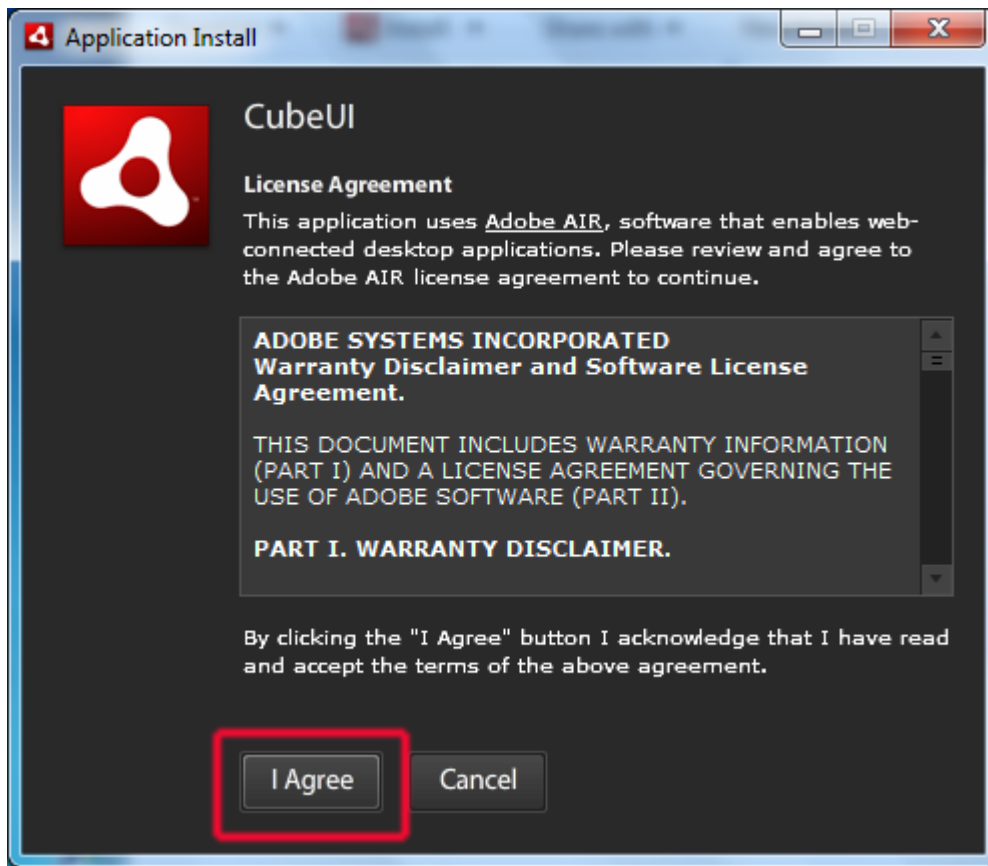 Application Install
CubeUI
License Agreement
This application uses Adobe AIR, software that enables web-
connected desktop applications. Please review and agree to
the Adobe AIR license agreement to continue.
ADOBE SYSTEMS INCORPORATED
Warranty Disclaimer and Software License
Agreement.
THIS DOCUMENT INCLUDES WARRANTY INFORMATION
(PART I) AND A LICENSE AGREEMENT GOVERNING THE
USE OF ADOBE SOFTWARE (PART II).
PART I. WARRANTY DISCLAIMER.
By clicking the "I Agree" button I acknowledge that I have read
and accept the terms of the above agreement.
I Agree
Cancel